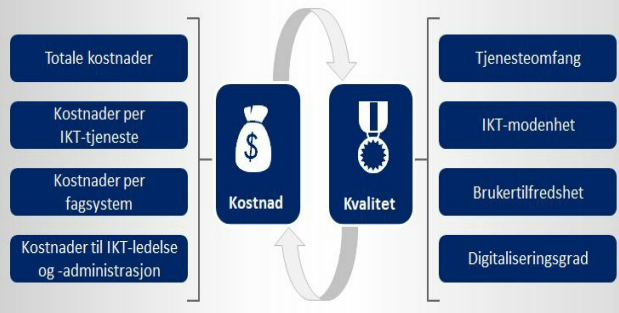 Totale kostnader
Kostnader per
IKT-tjeneste
Kostnader per
fagsystem
Kostnader til IKT-ledelse
og -administrasjon
$
Kostnad
Kvalitet
Tjenesteomfang
IKT-modenhet
Brukertilfredshet
Digitaliseringsgrad